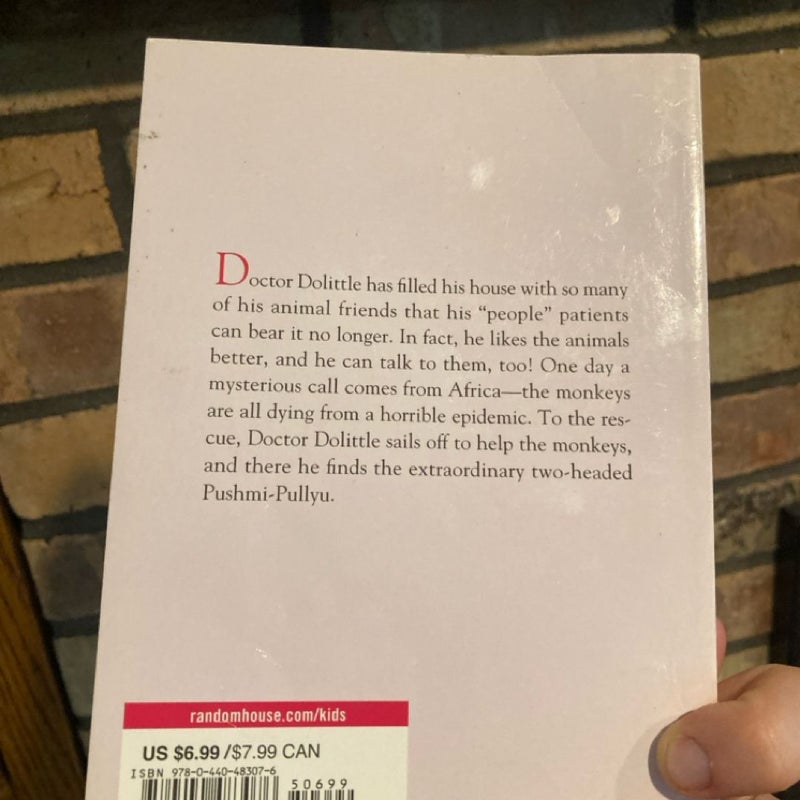 Doctor Dolittle has filled his house with so many
of his animal friends that his “people” patients
can bear it no longer. In fact, he likes the animals
better, and he can talk to them, too! One day a
mysterious call comes from Africa—the monkeys
are all dying from a horrible epidemic. To the res-
cue, Doctor Dolittle sails off to help the monkeys,
and there he finds the extraordinary two-headed
Pushmi-Pullyu.
randomhouse.com/kids
US $6.99 /$7.99 CAN
ISBN 978-0-440-48307-6
50699